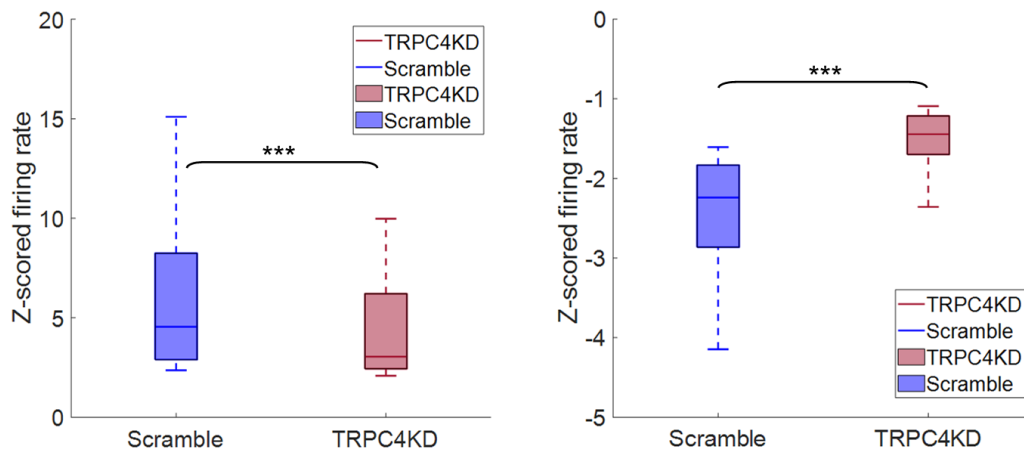 Z-scored firing rate
20
15
10
5
0
***
TRPC4KD
Scramble
TRPC4KD
Scramble
Scramble
TRPC4KD
Z-scored firing rate
-0
-1
-2
-3
-4
-5
***
TRPC4KD
Scramble
TRPC4KD
Scramble
Scramble
TRPC4KD